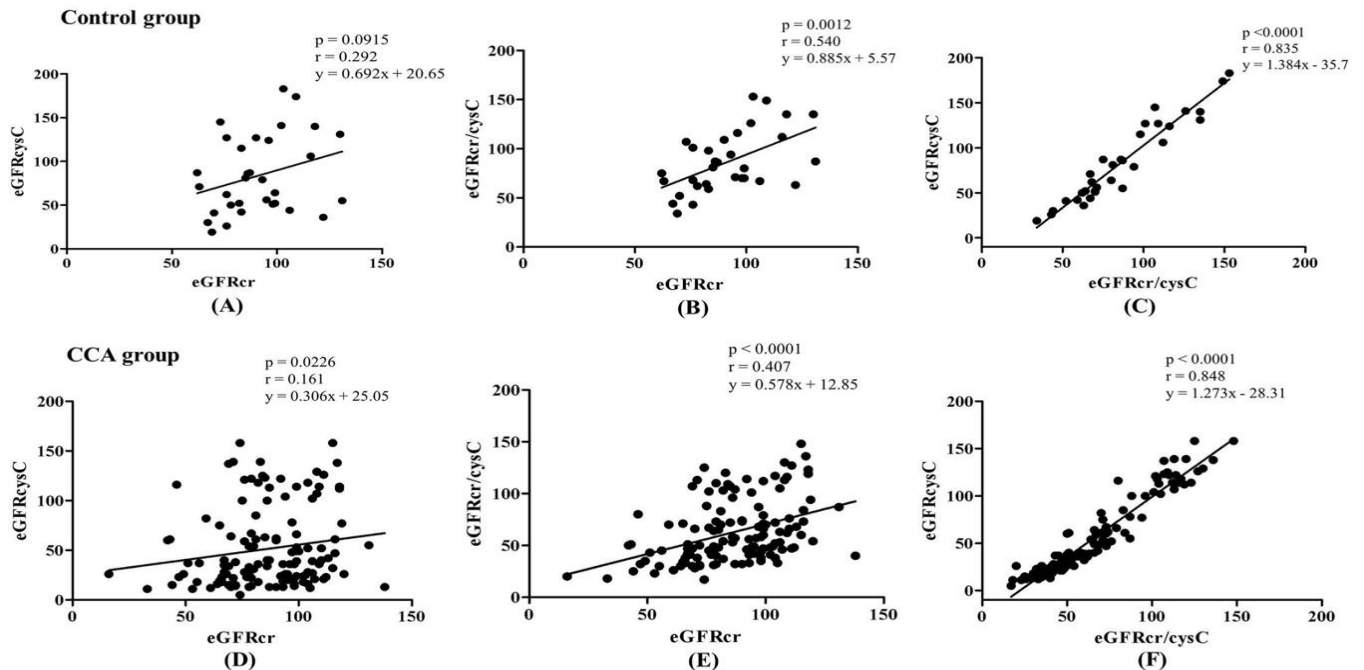 Control group
p = 0.0915
r = 0.292
y = 0.692x + 20.65
eGFRcysC
200
150
100
50
0
0
50
100
150
eGFRcr
(A)
p = 0.0012
r = 0.540
y = 0.885x + 5.57
eGFRcr/cysC
200
150
100
50
0
0
50
100
150
eGFRcr
(B)
p <0.0001
r = 0.835
y = 1.384x - 35.7
eGFRcysC
200
150
100
50
0
0
50
100
150
200
eGFRcr/cysC
(C)
CCA group
p = 0.0226
r = 0.161
y = 0.306x + 25.05
eGFRcysC
200
150
100
50
0
0
50
100
150
eGFRcr
(D)
p < 0.0001
r = 0.407
y = 0.578x + 12.85
eGFRcr/cysC
200
150
100
50
0
0
50
100
150
eGFRcr
(E)
p < 0.0001
r = 0.848
y = 1.273x - 28.31
eGFRcysC
200
150
100
50
0
0
50
100
150
200
eGFRcr/cysC
(F)